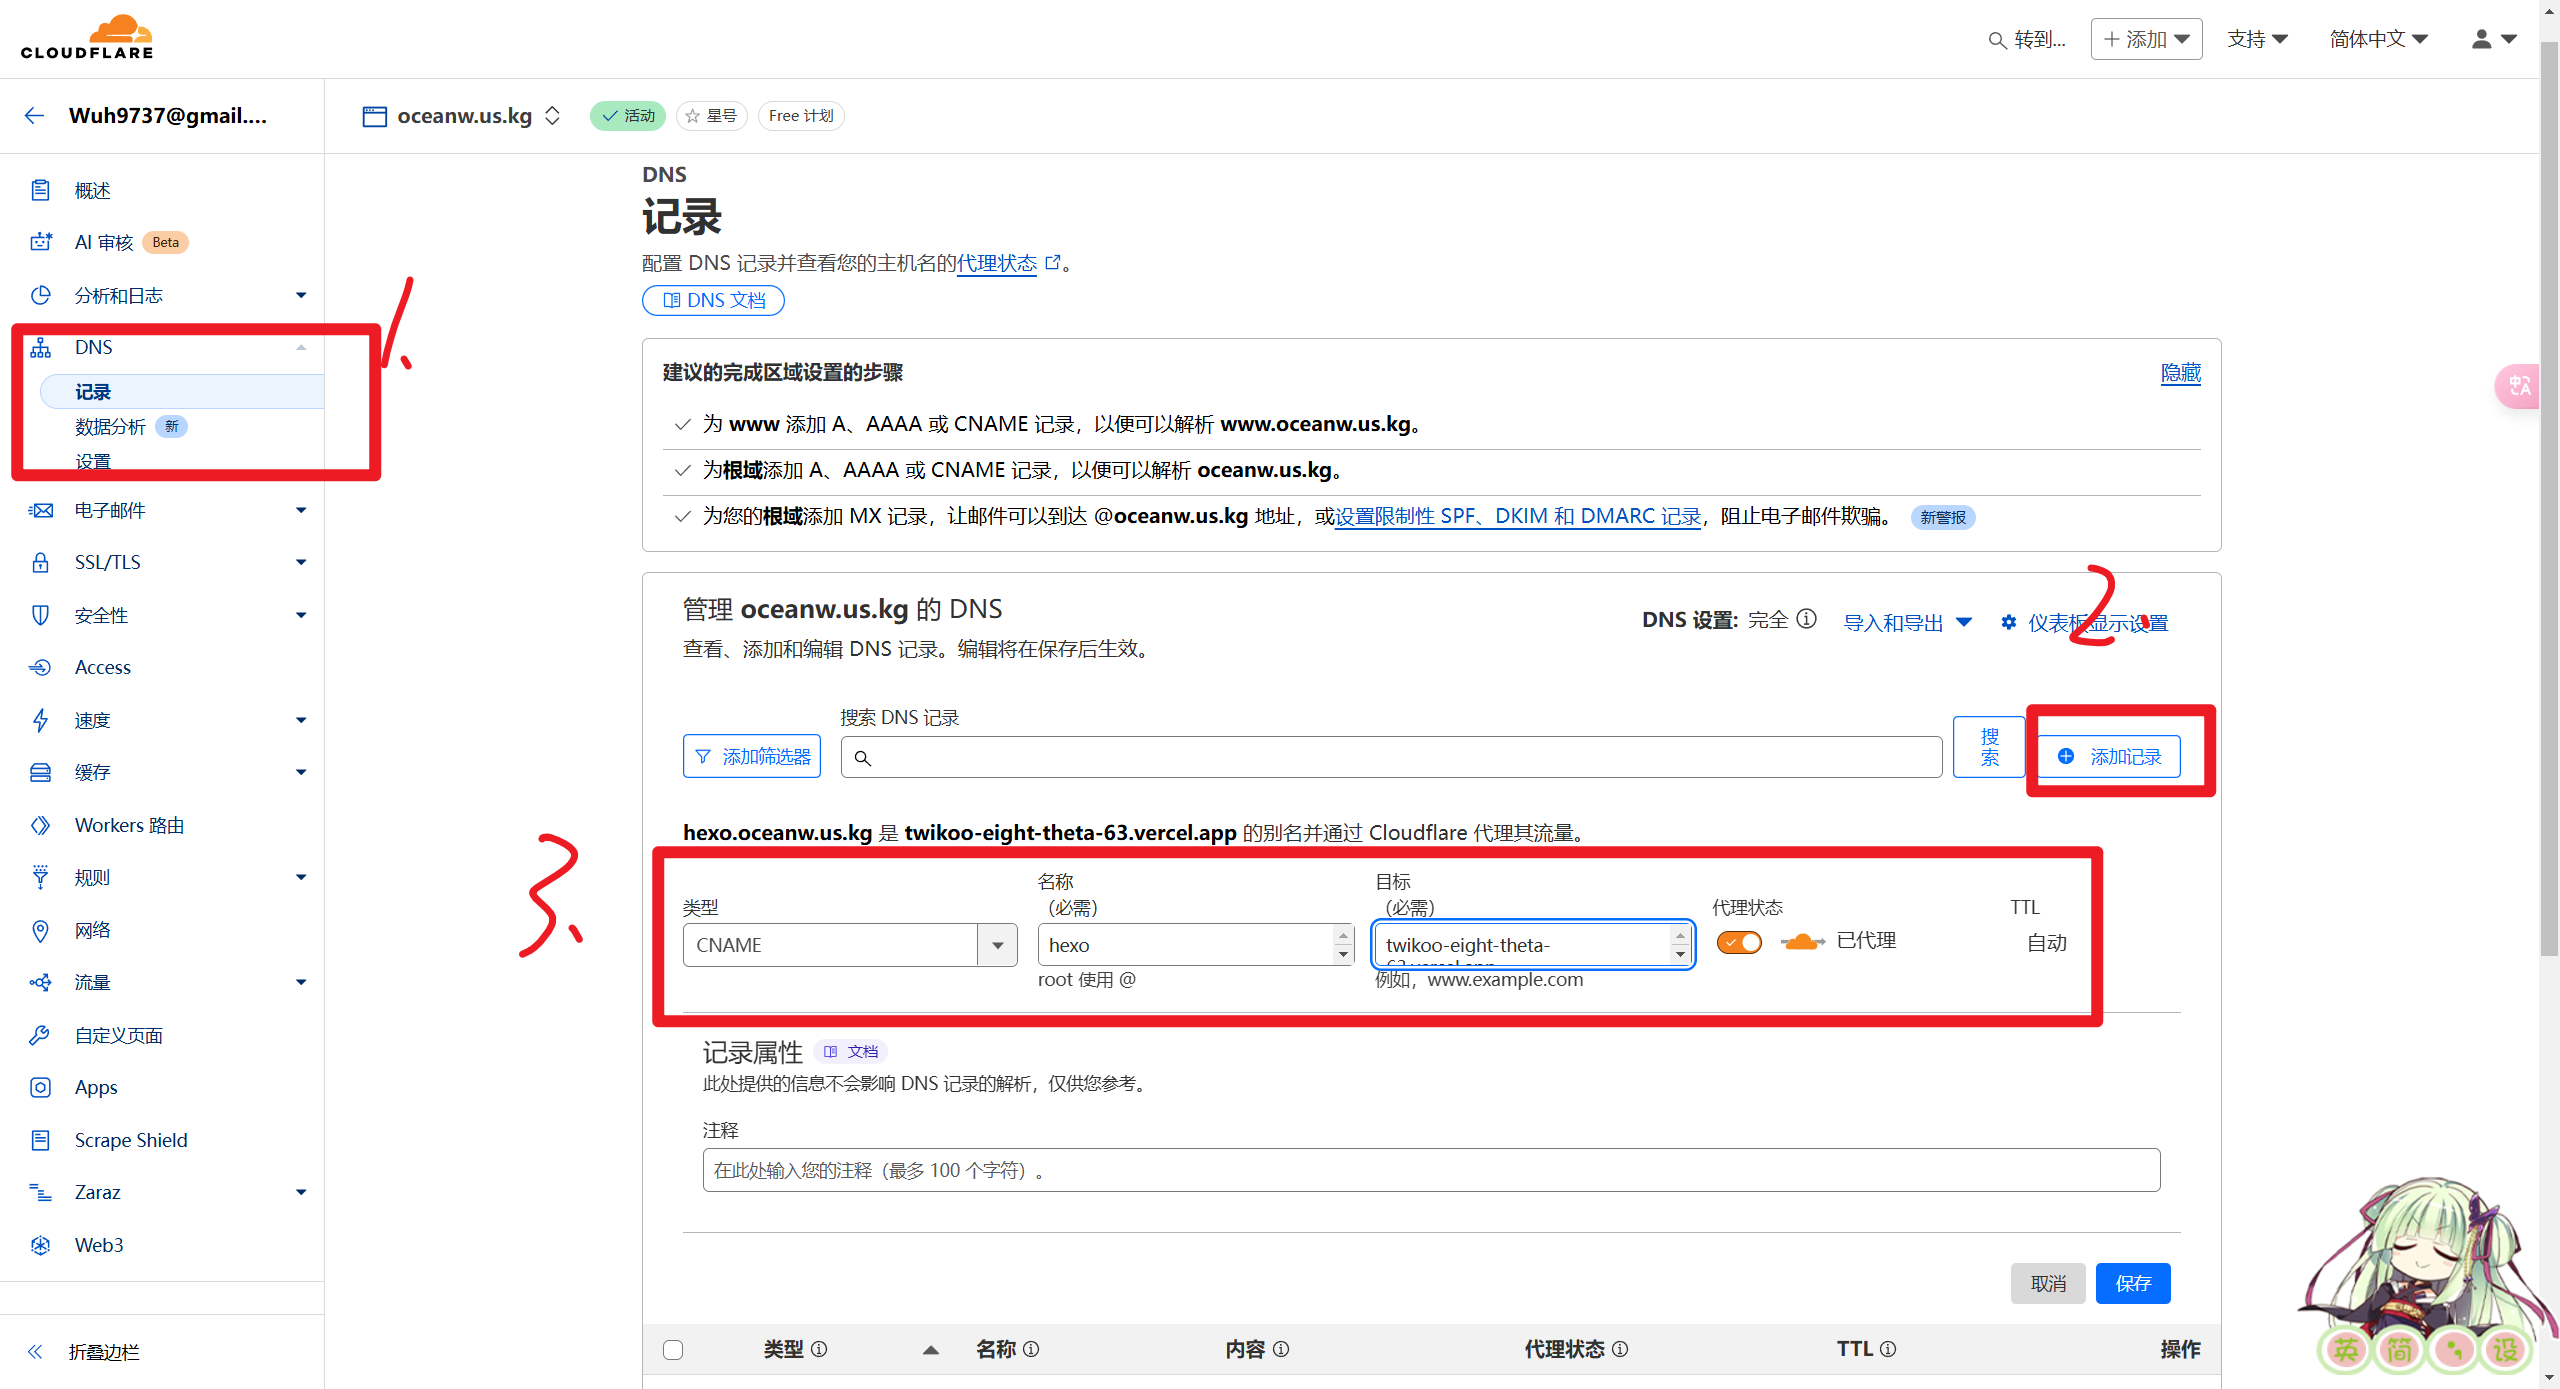 CLOUDFLARE
转到...
添加
支持
简体中文
Wuh9737@gmail....
oceanw.us.kg
活动
星号
Free 计划
概述
AI 审核 Beta
分析和日志
DNS
记录
数据分析 新
设置
电子邮件
SSL/TLS
安全性
Access
速度
缓存
Workers 路由
规则
网络
流量
自定义页面
Apps
Scrape Shield
Zaraz
Web3
折叠边栏
1.
DNS
记录
配置 DNS 记录并查看您的主机名的代理状态。
DNS 文档
建议的完成区域设置的步骤
隐藏
为 www 添加 A、AAAA 或 CNAME 记录，以便可以解析 www.oceanw.us.kg。
为根域添加 A、AAAA 或 CNAME 记录，以便可以解析 oceanw.us.kg。
为您的根域添加 MX 记录，让邮件可以到达 @oceanw.us.kg 地址，或设置限制性 SPF、DKIM 和 DMARC 记录，阻止电子邮件欺骗。 新警报
管理 oceanw.us.kg 的 DNS
查看、添加和编辑 DNS 记录。编辑将在保存后生效。
DNS 设置: 完全
导入和导出
仪表板显示设置
2.
添加筛选器
搜索 DNS 记录
搜索
添加记录
hexo.oceanw.us.kg 是 twikoo-eight-theta-63.vercel.app 的别名并通过 Cloudflare 代理其流量。
3.
类型
CNAME
名称
（必需）
hexo
root 使用 @
目标
（必需）
twikoo-eight-theta-
63.vercel.app
例如，www.example.com
代理状态
已代理
TTL
自动
记录属性 文档
此处提供的信息不会影响 DNS 记录的解析，仅供您参考。
注释
在此处输入您的注释（最多 100 个字符）。
取消
保存
类型 名称 内容 代理状态 TTL 操作
中A
英 简 •, 设